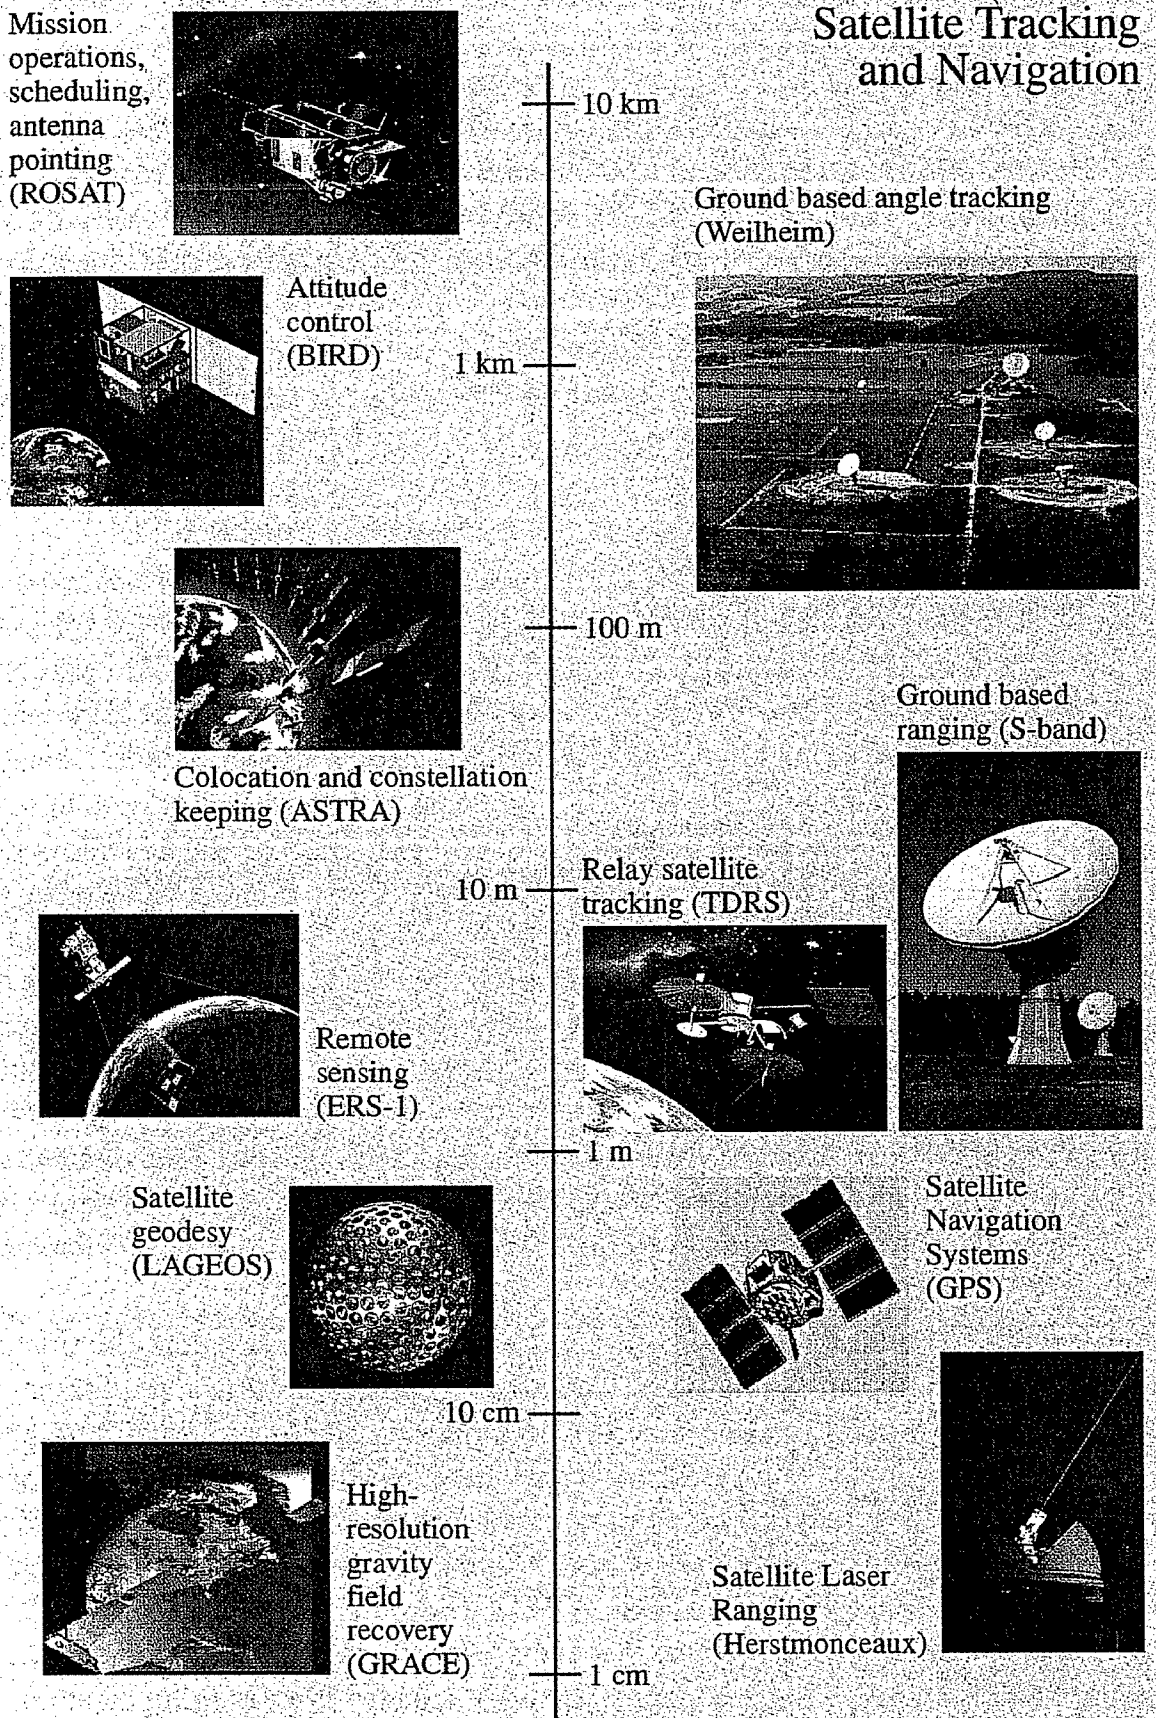 Satellite Tracking
and Navigation
Mission
operations,
scheduling,
antenna
pointing
(ROSAT)
10 km
Ground based angle tracking
(Weilheim)
Attitude
control
(BIRD)
1 km
100 m
Ground based
ranging (S-band)
Colocation and constellation
keeping (ASTRA)
10 m
Relay satellite
tracking (TDRS)
Remote
sensing
(ERS-1)
1 m
Satellite
geodesy
(LAGEOS)
Satellite
Navigation
Systems
(GPS)
10 cm
High-
resolution
gravity
field
recovery
(GRACE)
Satellite Laser
Ranging
(Herstmonceaux)
1 cm